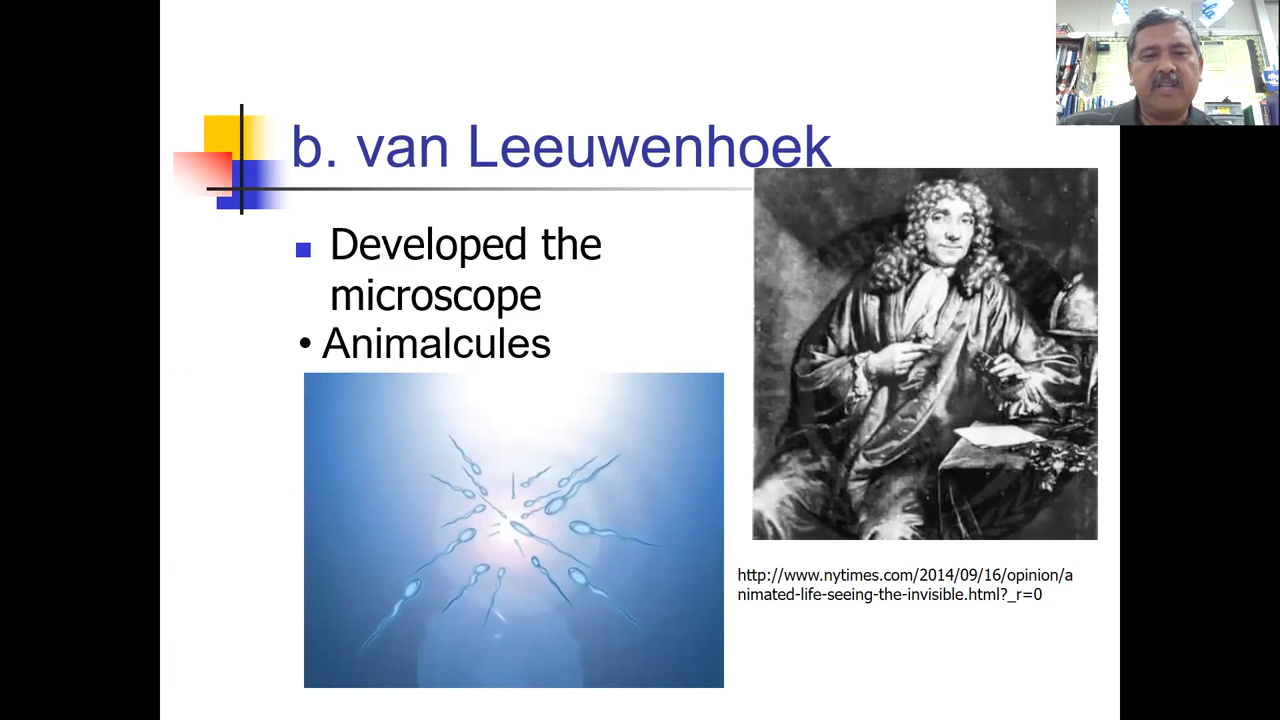 b. van Leeuwenhoek
Developed the
microscope
• Animalcules
http://www.nytimes.com/2014/09/16/opinion/a
nimated-life-seeing-the-invisible.html?_r=0